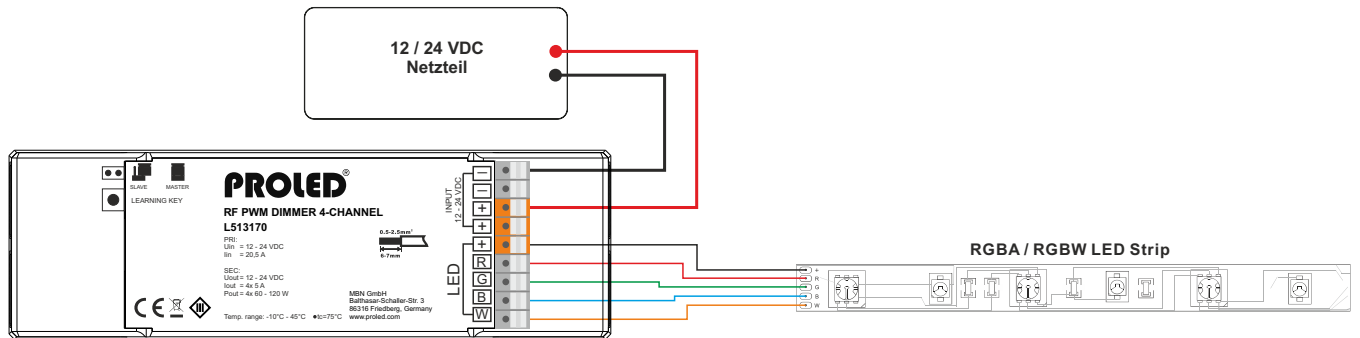 12 / 24 VDC
Netzteil
SLAVE MASTER
LEARNING KEY
PROLED®
RF PWM DIMMER 4-CHANNEL
L513170
PRI:
Uin = 12 - 24 VDC
Iin = 20,5 A
SEC:
Uout = 12 - 24 VDC
Iout = 4x 5 A
Pout = 4x 60 - 120 W
Temp. range: -10°C - 45°C •tc=75°C
0.5-2.5mm²
6-7mm
MBN GmbH
Balthasar-Schaller-Str. 3
86316 Friedberg, Germany
www.proled.com
INPUT
12 - 24 VDC
−
−
+
+
LED
+
R
G
B
W
RGBA / RGBW LED Strip
+
R
G
B
W